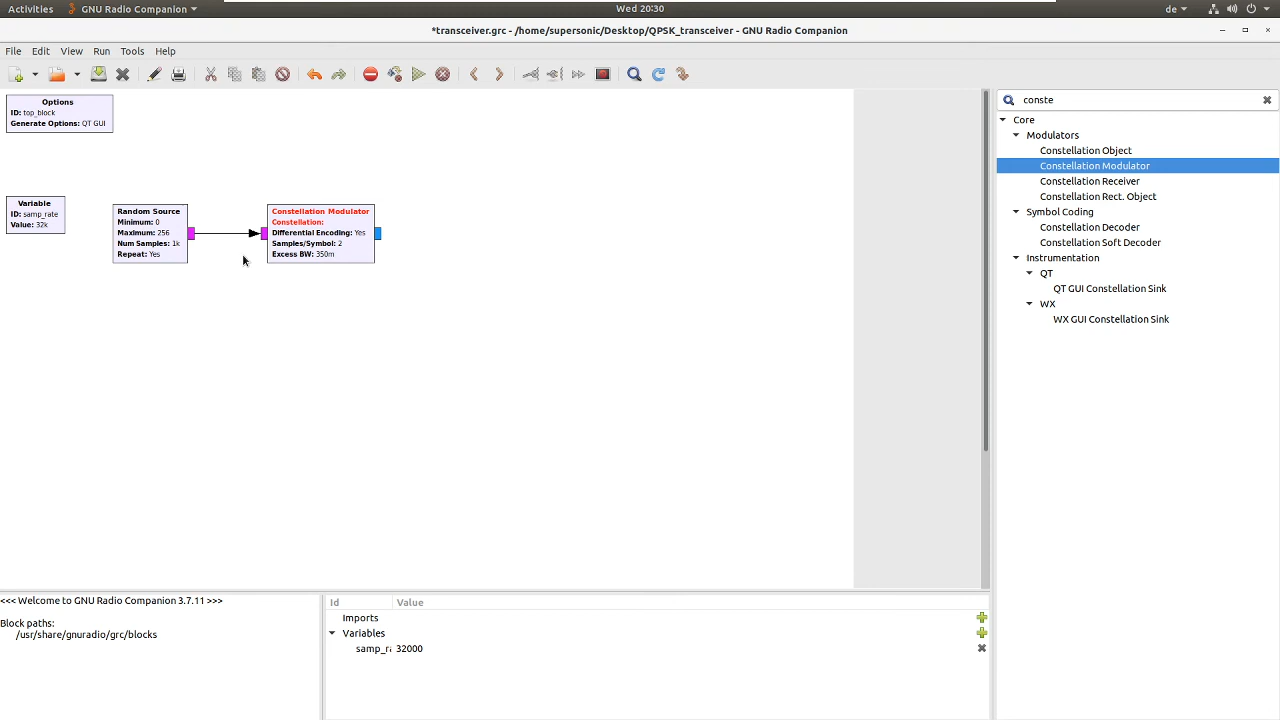 Activities
GNU Radio Companion
Wed 20:30
de
*transceiver.grc - /home/supersonic/Desktop/QPSK_transceiver - GNU Radio Companion
File Edit View Run Tools Help
Options
ID: top_block
Generate Options: QT GUI
Variable
ID: samp_rate
Value: 32k
Random Source
Minimum: 0
Maximum: 256
Num Samples: 1k
Repeat: Yes
Constellation Modulator
Constellation:
Differential Encoding: Yes
Samples/Symbol: 2
Excess BW: 350m
conste
Core
Modulators
Constellation Object
Constellation Modulator
Constellation Receiver
Constellation Rect. Object
Symbol Coding
Constellation Decoder
Constellation Soft Decoder
Instrumentation
QT
QT GUI Constellation Sink
WX
WX GUI Constellation Sink
<<< Welcome to GNU Radio Companion 3.7.11 >>>
Block paths:
/usr/share/gnuradio/grc/blocks
Id Value
Imports
Variables
samp_ra 32000